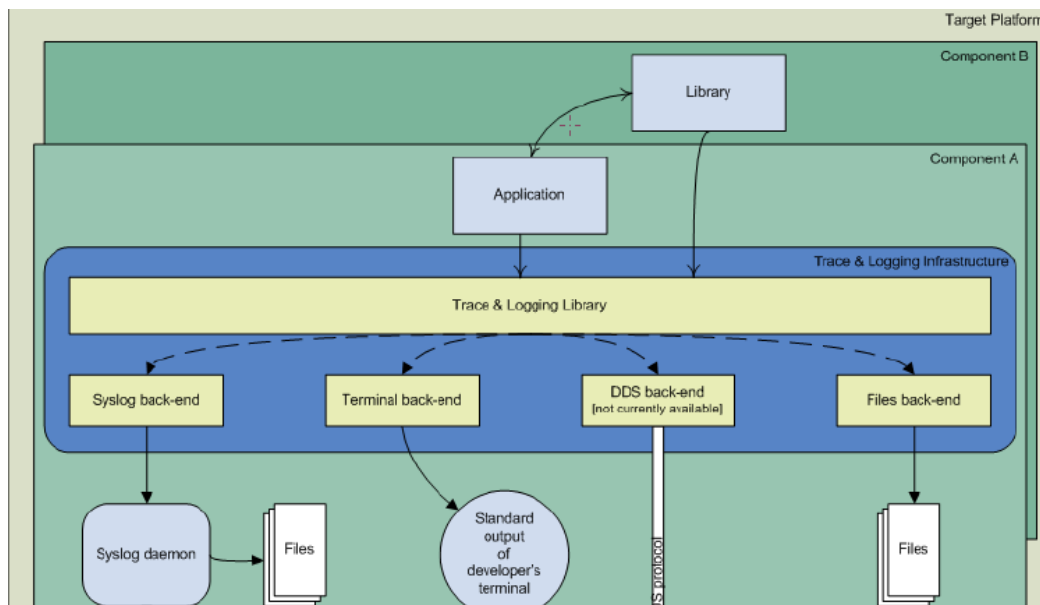 Target Platform
Component B
Library
Component A
Application
Trace & Logging Infrastructure
Trace & Logging Library
Syslog back-end
Terminal back-end
DDS back-end
[not currently available]
Files back-end
Syslog daemon
Files
Standard
output
of
developer's
terminal
protocol
Files